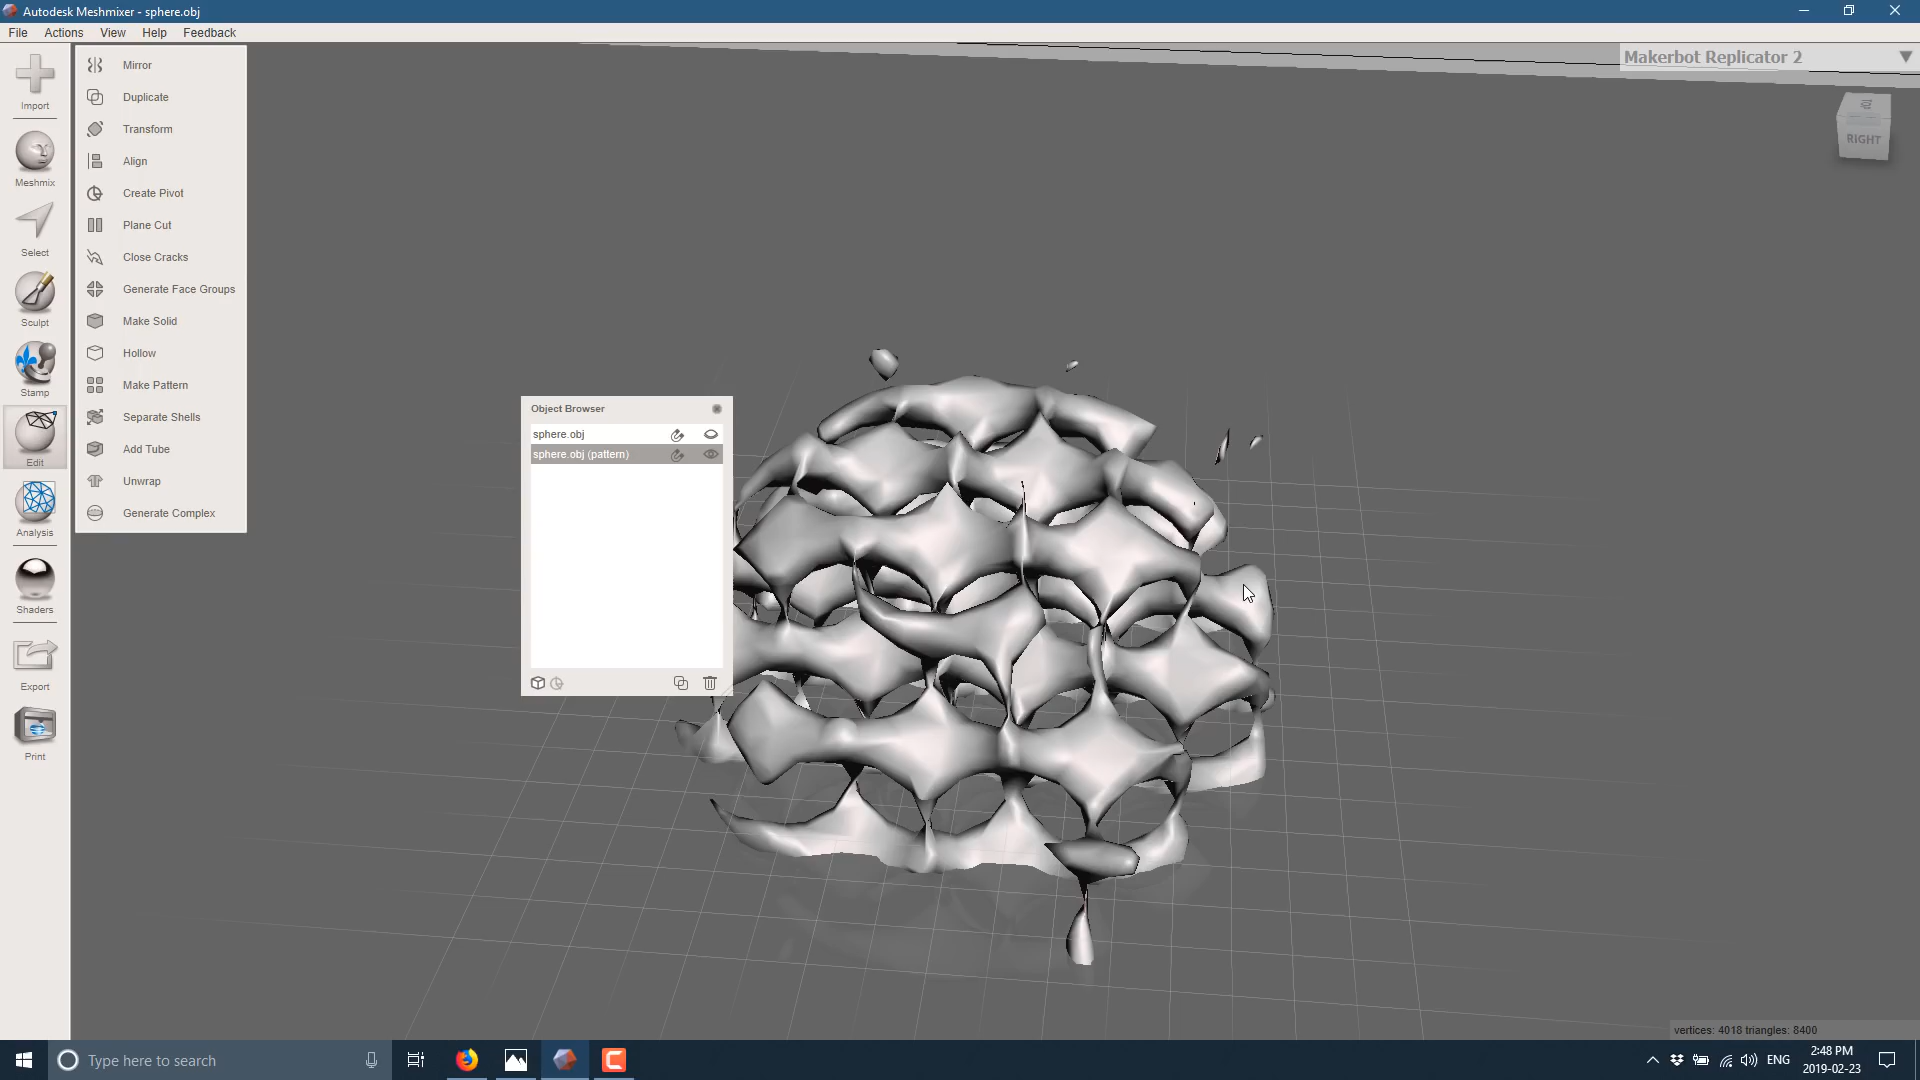 Autodesk Meshmixer - sphere.obj
File Actions View Help Feedback
Import
Meshmix
Select
Sculpt
Stamp
Edit
Analysis
Shaders
Export
Print
Mirror
Duplicate
Transform
Align
Create Pivot
Plane Cut
Close Cracks
Generate Face Groups
Make Solid
Hollow
Make Pattern
Separate Shells
Add Tube
Unwrap
Generate Complex
Object Browser
sphere.obj
sphere.obj (pattern)
Makerbot Replicator 2
RIGHT
vertices: 4018 triangles: 8400
Type here to search
ENG
2:48 PM
2019-02-23